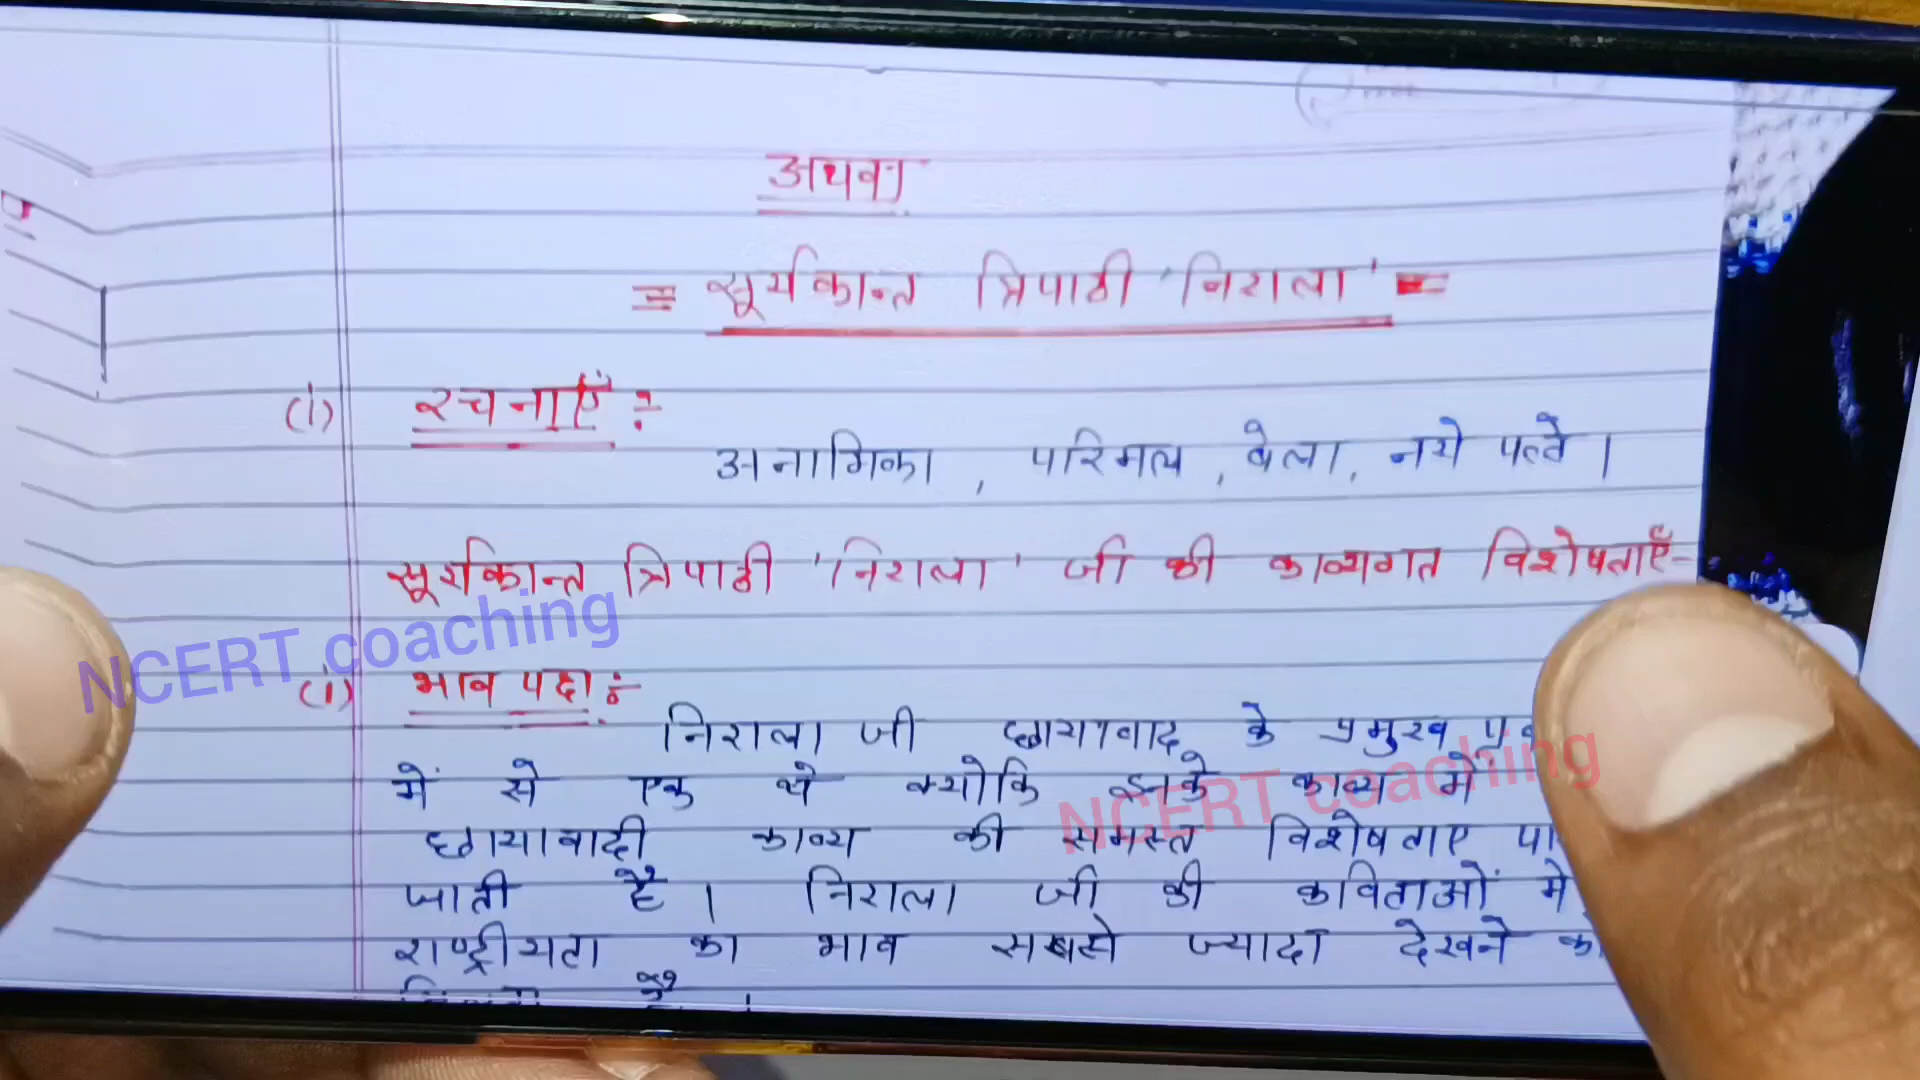 अथवा
= सूर्यकान्त त्रिपाठी 'निराला' =
(i) रचनाएँ :-
अनामिका , परिमल , बेला, नये पत्ते ।
सूर्यकान्त त्रिपाठी 'निराला' जी की काव्यगत विशेषताएँ-
NCERT coaching
(i) भाव पक्ष :-
निराला जी छायावाद के प्रमुख
में से एक थे क्योकि इनके काव्य में
NCERT coaching
छायावादी काव्य की समस्त विशेषताए
जाती है । निराला जी की कविताओं में
राष्ट्रीयता का भाव सबसे ज्यादा देखने को
है ।